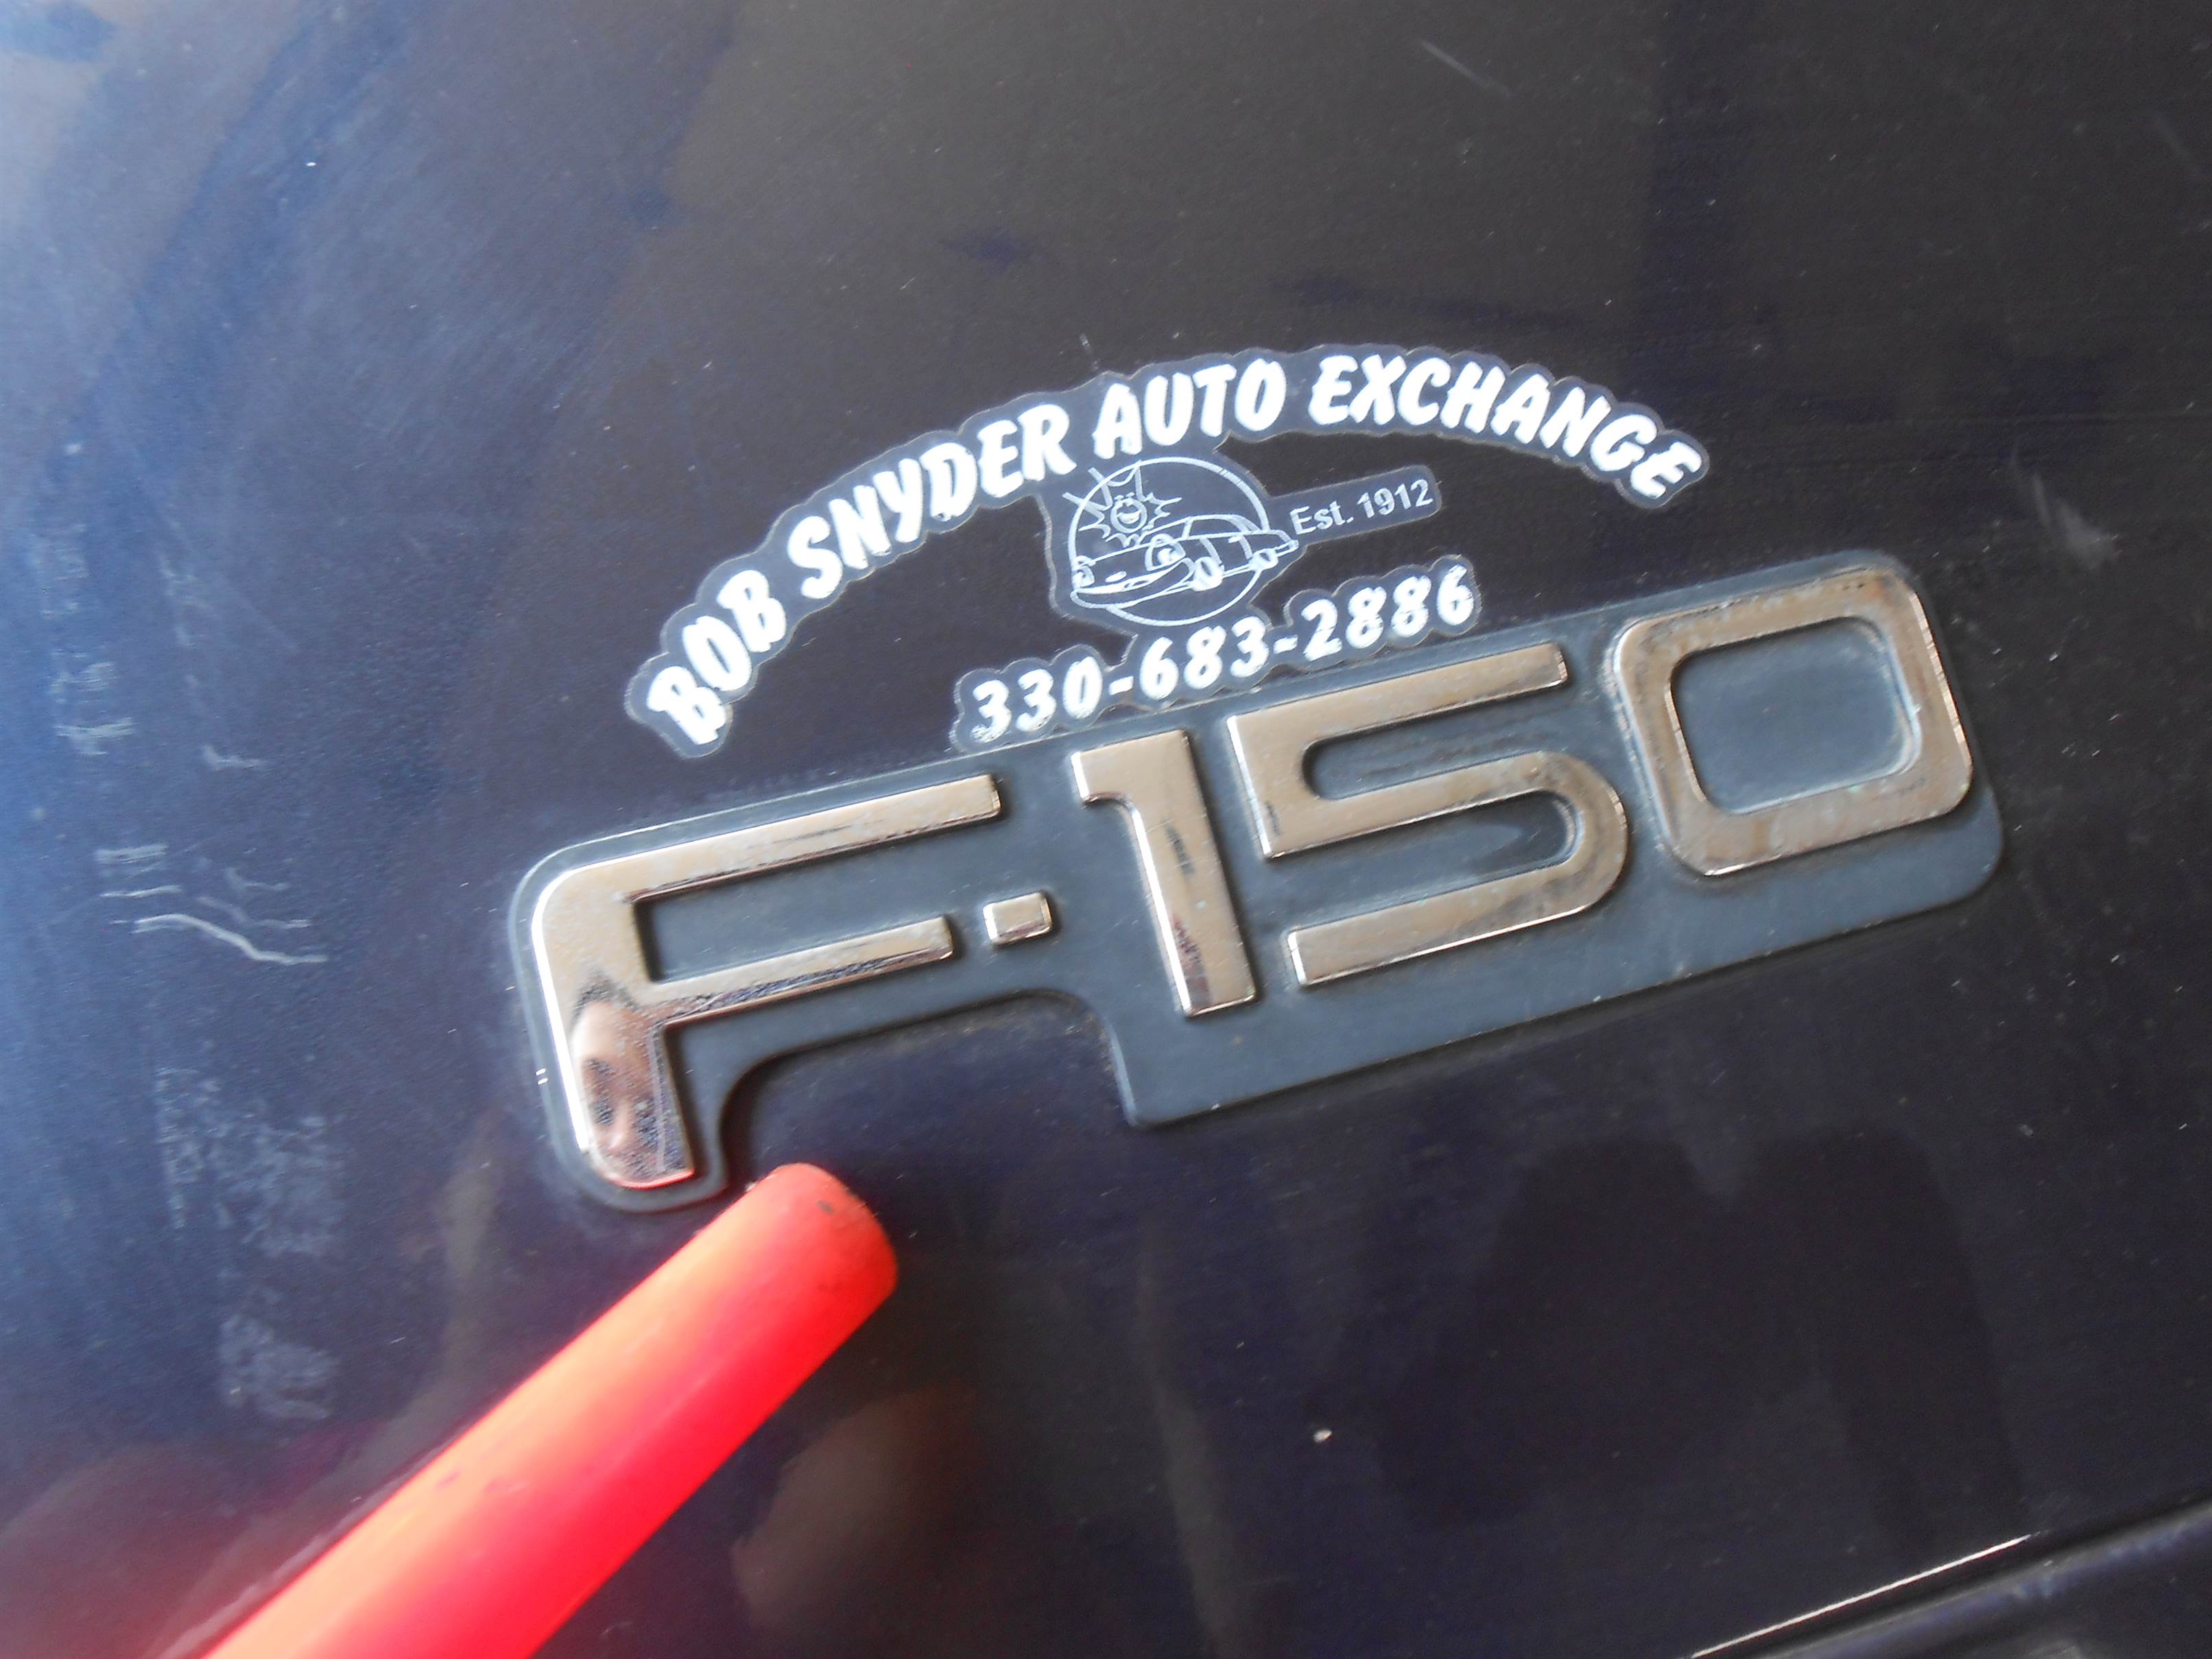 BOB SNYDER AUTO EXCHANGE
Est. 1912
330-683-2886
F-150